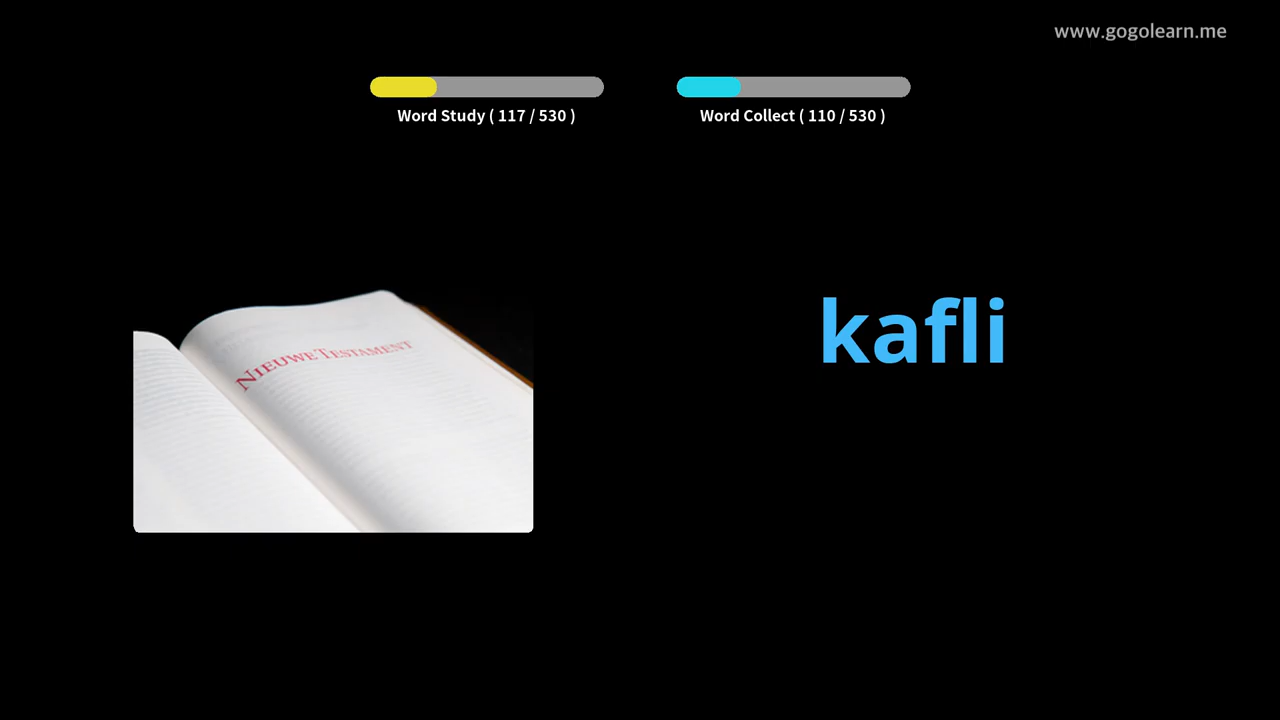 www.gogolearn.me
Word Study ( 117 / 530 )
Word Collect ( 110 / 530 )
kafli
NIEUWE TESTAMENT